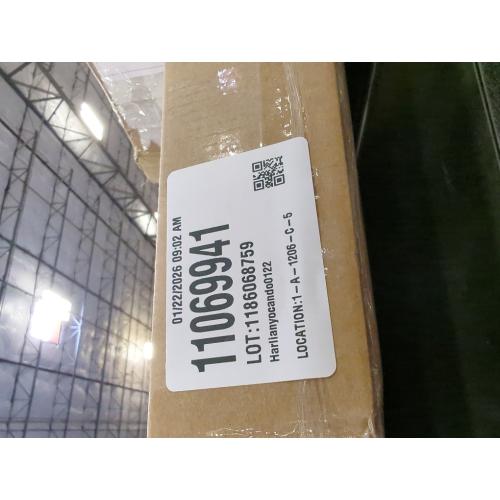 01/22/2026 09:02 AM
11069941
LOT:1186068759
Harlianyocando0122
LOCATION:1-A-1206-C-5